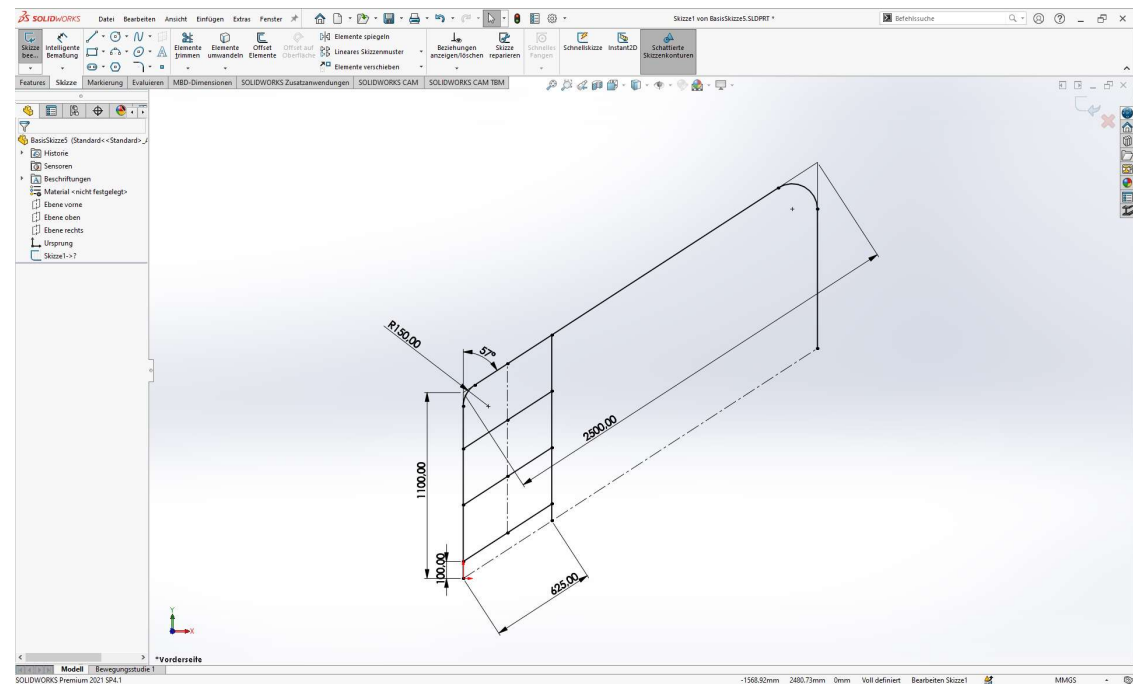 SOLIDWORKS Datei Bearbeiten Ansicht Einfügen Extras Fenster Skizze1 von BasisSkizze5.SLDPRT * Befehlssuche
Skizze bee...
Intelligente Bemaßung
Elemente trimmen
Elemente umwandeln
Offset Elemente
Offset auf Oberfläche
Elemente spiegeln
Lineares Skizzenmuster
Elemente verschieben
Beziehungen anzeigen/löschen
Skizze reparieren
Schnelles Fangen
Schnellskizze
Instant2D
Schattierte Skizzenkonturen
Features Skizze Markierung Evaluieren MBD-Dimensionen SOLIDWORKS Zusatzanwendungen SOLIDWORKS CAM SOLIDWORKS CAM TBM
BasisSkizze5 (Standard<<Standard>_A
Historie
Sensoren
Beschriftungen
Material <nicht festgelegt>
Ebene vorne
Ebene oben
Ebene rechts
Ursprung
Skizze1->?
R150.00
57°
2500.00
1100.00
100.00
625.00
Y
X
*Vorderseite
Modell Bewegungsstudie 1
SOLIDWORKS Premium 2021 SP4.1 -1568.92mm 2480.73mm 0mm Voll definiert Bearbeiten Skizze1 MMGS